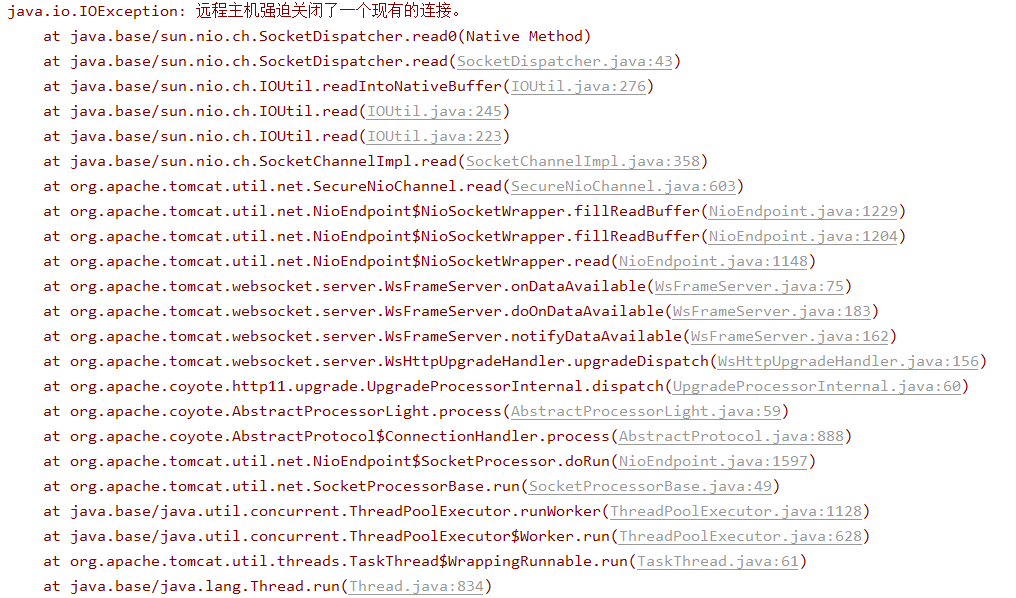 java.io.IOException: 远程主机强迫关闭了一个现有的连接。
at java.base/sun.nio.ch.SocketDispatcher.read0(Native Method)
at java.base/sun.nio.ch.SocketDispatcher.read(SocketDispatcher.java:43)
at java.base/sun.nio.ch.IOUtil.readIntoNativeBuffer(IOUtil.java:276)
at java.base/sun.nio.ch.IOUtil.read(IOUtil.java:245)
at java.base/sun.nio.ch.IOUtil.read(IOUtil.java:223)
at java.base/sun.nio.ch.SocketChannelImpl.read(SocketChannelImpl.java:358)
at org.apache.tomcat.util.net.SecureNioChannel.read(SecureNioChannel.java:603)
at org.apache.tomcat.util.net.NioEndpoint$NioSocketWrapper.fillReadBuffer(NioEndpoint.java:1229)
at org.apache.tomcat.util.net.NioEndpoint$NioSocketWrapper.fillReadBuffer(NioEndpoint.java:1204)
at org.apache.tomcat.util.net.NioEndpoint$NioSocketWrapper.read(NioEndpoint.java:1148)
at org.apache.tomcat.websocket.server.WsFrameServer.onDataAvailable(WsFrameServer.java:75)
at org.apache.tomcat.websocket.server.WsFrameServer.doOnDataAvailable(WsFrameServer.java:183)
at org.apache.tomcat.websocket.server.WsFrameServer.notifyDataAvailable(WsFrameServer.java:162)
at org.apache.tomcat.websocket.server.WsHttpUpgradeHandler.upgradeDispatch(WsHttpUpgradeHandler.java:156)
at org.apache.coyote.http11.upgrade.UpgradeProcessorInternal.dispatch(UpgradeProcessorInternal.java:60)
at org.apache.coyote.AbstractProcessorLight.process(AbstractProcessorLight.java:59)
at org.apache.coyote.AbstractProtocol$ConnectionHandler.process(AbstractProtocol.java:888)
at org.apache.tomcat.util.net.NioEndpoint$SocketProcessor.doRun(NioEndpoint.java:1597)
at org.apache.tomcat.util.net.SocketProcessorBase.run(SocketProcessorBase.java:49)
at java.base/java.util.concurrent.ThreadPoolExecutor.runWorker(ThreadPoolExecutor.java:1128)
at java.base/java.util.concurrent.ThreadPoolExecutor$Worker.run(ThreadPoolExecutor.java:628)
at org.apache.tomcat.util.threads.TaskThread$WrappingRunnable.run(TaskThread.java:61)
at java.base/java.lang.Thread.run(Thread.java:834)